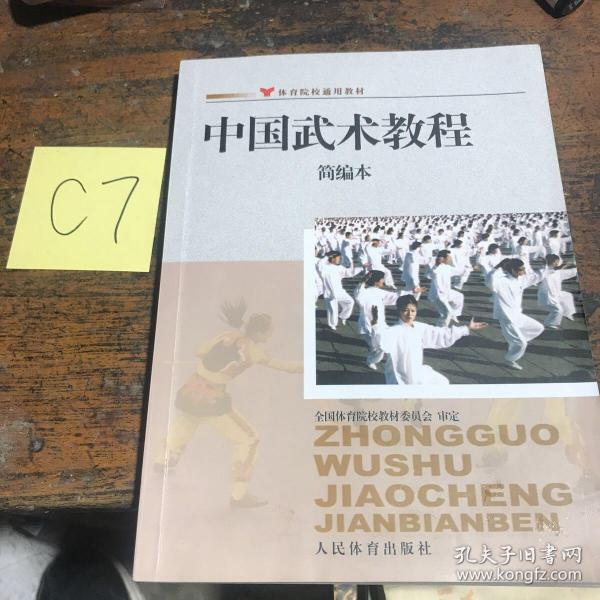 C7
体育院校通用教材
中国武术教程
简编本
全国体育院校教材委员会 审定
ZHONGGUO
WUSHU
JIAOCHENG
JIANBIANBEN
人民体育出版社
孔夫子旧书网
www.kongfz.com